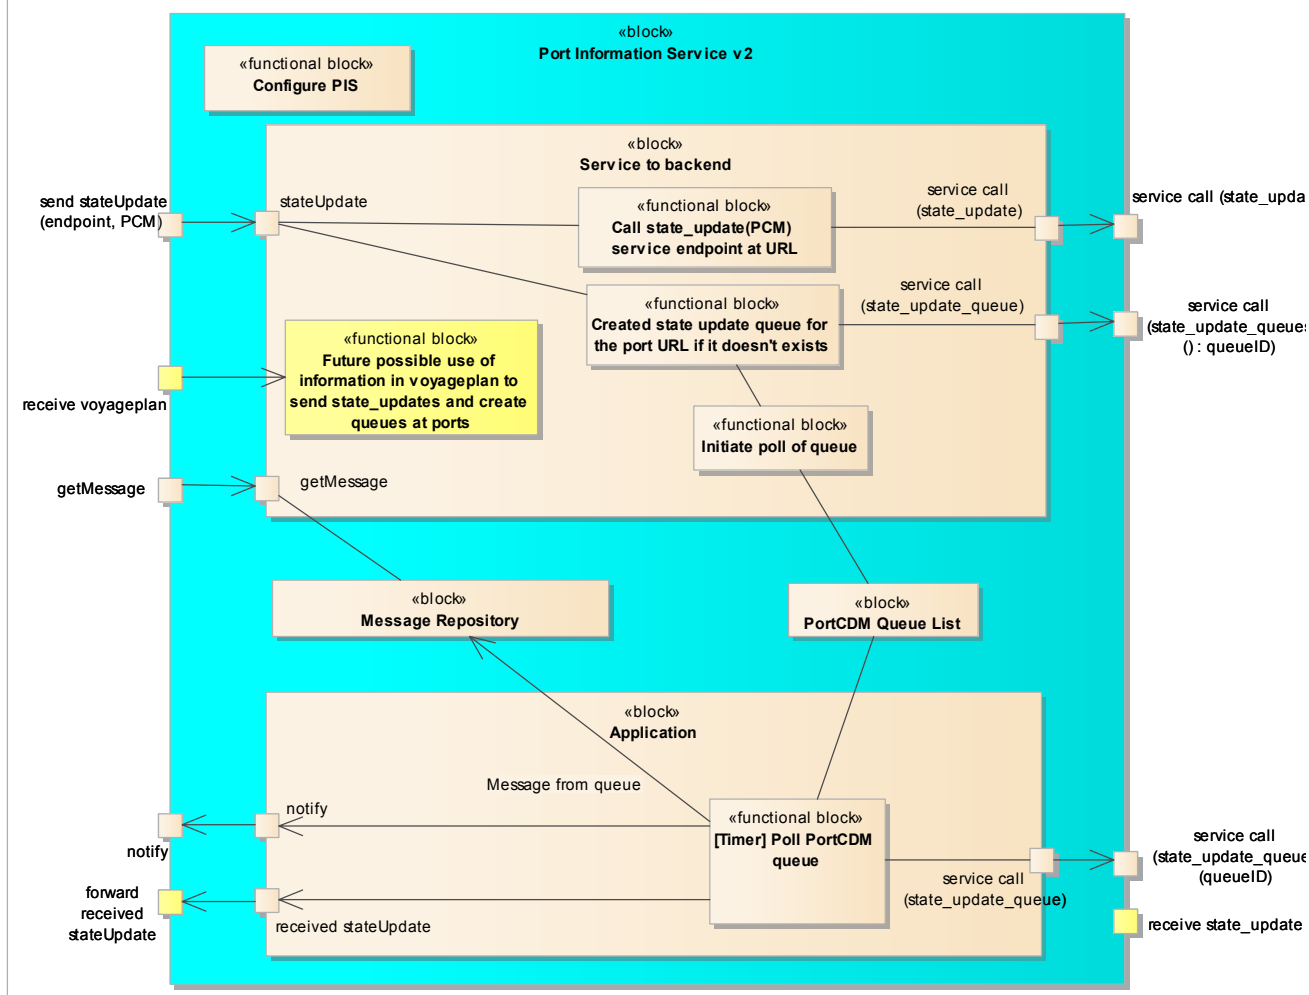 «block»
Port Information Service v2
«functional block»
Configure PIS
«block»
Service to backend
send stateUpdate
(endpoint, PCM)
stateUpdate
«functional block»
Call state_update(PCM)
service endpoint at URL
service call
(state_update)
service call (state_upda
«functional block»
Created state update queue for
the port URL if it doesn't exists
service call
(state_update_queue)
service call
(state_update_queues
() : queueID)
«functional block»
Future possible use of
information in voyageplan to
send state_updates and create
queues at ports
receive voyageplan
«functional block»
Initiate poll of queue
getMessage
getMessage
«block»
Message Repository
«block»
PortCDM Queue List
«block»
Application
Message from queue
notify
notify
«functional block»
[Timer] Poll PortCDM
queue
service call
(state_update_queue)
service call
(state_update_queue
(queueID)
forward
received
stateUpdate
received stateUpdate
receive state_update